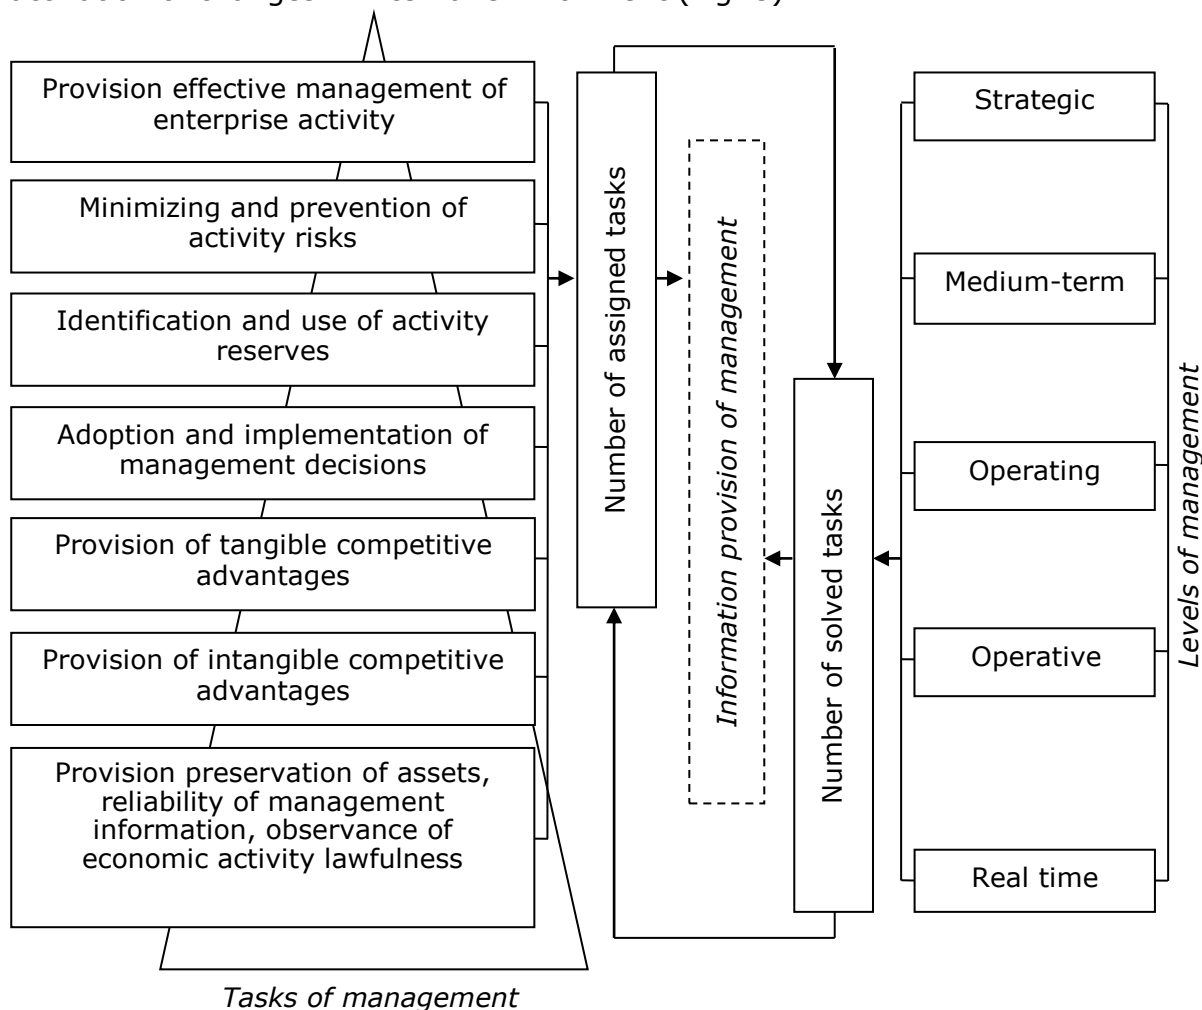 Provision effective management of
enterprise activity
Minimizing and prevention of
activity risks
Identification and use of activity
reserves
Adoption and implementation of
management decisions
Provision of tangible competitive
advantages
Provision of intangible competitive
advantages
Provision preservation of assets,
reliability of management
information, observance of
economic activity lawfulness
Tasks of management
Number of assigned tasks
Information provision of management
Number of solved tasks
Strategic
Medium-term
Operating
Operative
Real time
Levels of management